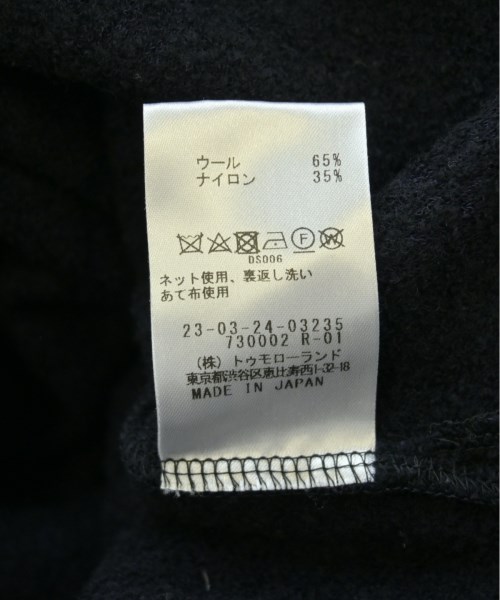 ウール 65%
ナイロン 35%
F W
DS006
ネット使用、裏返し洗い
あて布使用
23-03-24-03235
730002 R-01
(株) トゥモローランド
東京都渋谷区恵比寿西1-32-18
MADE IN JAPAN